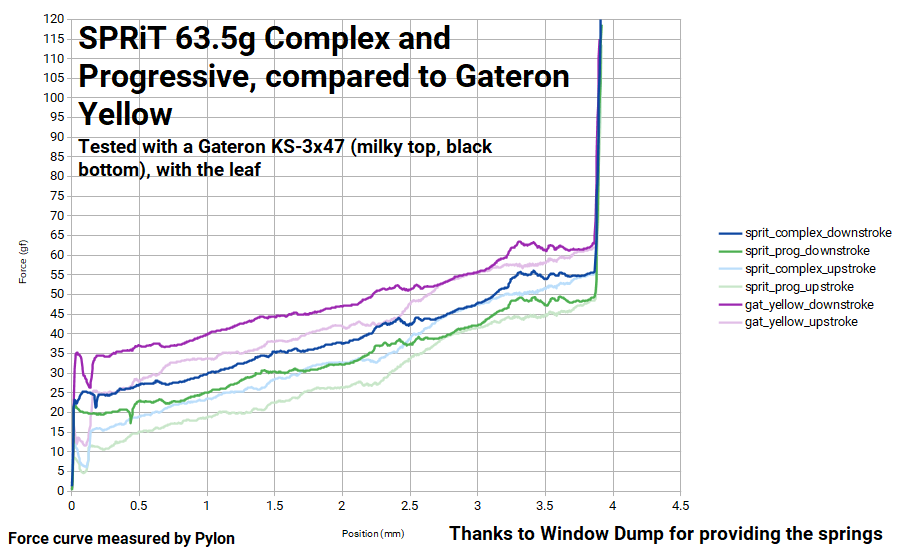 SPRiT 63.5g Complex and
Progressive, compared to Gateron
Yellow
Tested with a Gateron KS-3x47 (milky top, black
bottom), with the leaf
120
115
110
105
100
95
90
85
80
75
70
65
60
55
50
45
40
35
30
25
20
15
10
5
0
Force (gf)
0 0.5 1 1.5 2 2.5 3 3.5 4 4.5
Position (mm)
sprit_complex_downstroke
sprit_prog_downstroke
sprit_complex_upstroke
sprit_prog_upstroke
gat_yellow_downstroke
gat_yellow_upstroke
Force curve measured by Pylon
Thanks to Window Dump for providing the springs